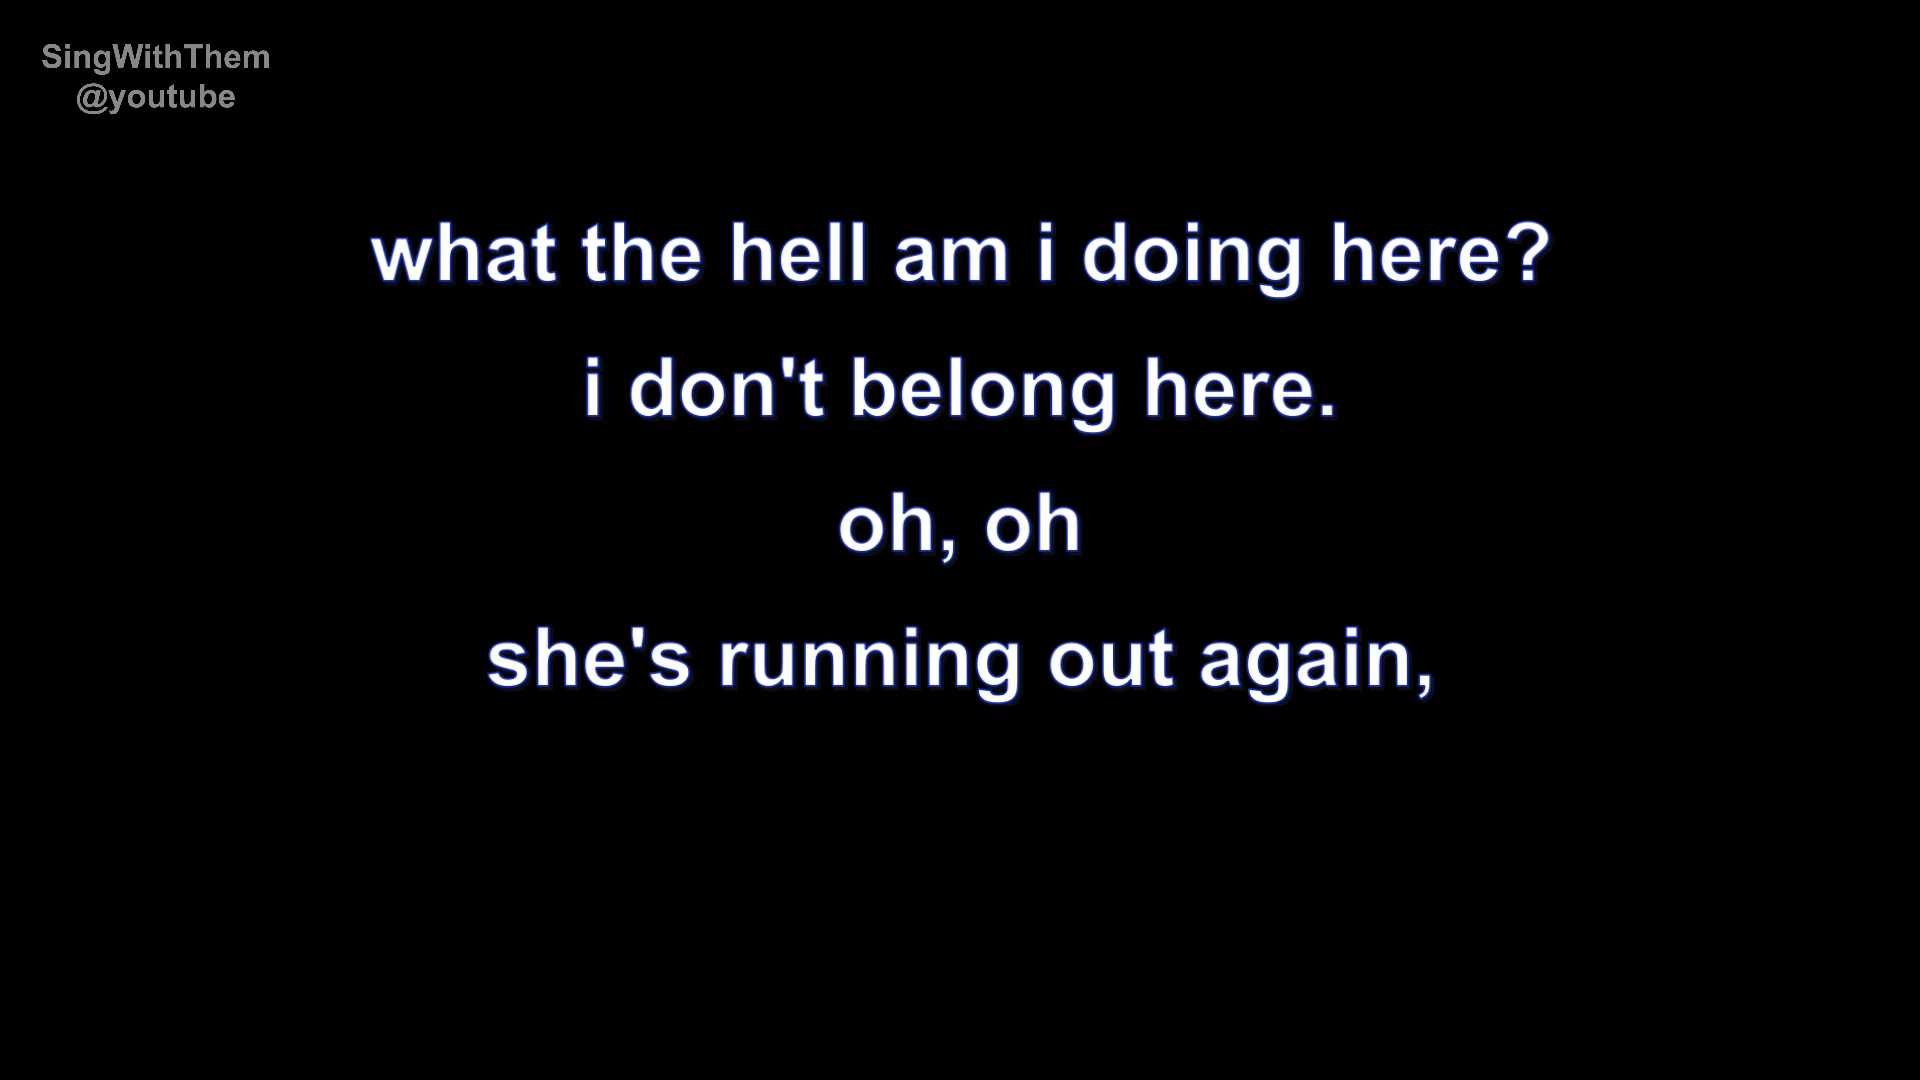 SingWithThem
@youtube
what the hell am i doing here?
i don't belong here.
oh, oh
she's running out again,